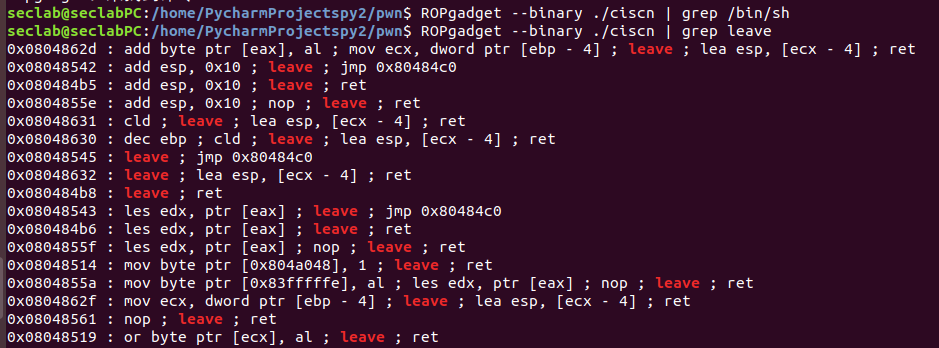 seclab@seclabPC:/home/PycharmProjectspy2/pwn$ ROPgadget --binary ./ciscn | grep /bin/sh
seclab@seclabPC:/home/PycharmProjectspy2/pwn$ ROPgadget --binary ./ciscn | grep leave
0x0804862d : add byte ptr [eax], al ; mov ecx, dword ptr [ebp - 4] ; leave ; lea esp, [ecx - 4] ; ret
0x08048542 : add esp, 0x10 ; leave ; jmp 0x80484c0
0x080484b5 : add esp, 0x10 ; leave ; ret
0x0804855e : add esp, 0x10 ; nop ; leave ; ret
0x08048631 : cld ; leave ; lea esp, [ecx - 4] ; ret
0x08048630 : dec ebp ; cld ; leave ; lea esp, [ecx - 4] ; ret
0x08048545 : leave ; jmp 0x80484c0
0x08048632 : leave ; lea esp, [ecx - 4] ; ret
0x080484b8 : leave ; ret
0x08048543 : les edx, ptr [eax] ; leave ; jmp 0x80484c0
0x080484b6 : les edx, ptr [eax] ; leave ; ret
0x0804855f : les edx, ptr [eax] ; nop ; leave ; ret
0x08048514 : mov byte ptr [0x804a048], 1 ; leave ; ret
0x0804855a : mov byte ptr [0x83fffffe], al ; les edx, ptr [eax] ; nop ; leave ; ret
0x0804862f : mov ecx, dword ptr [ebp - 4] ; leave ; lea esp, [ecx - 4] ; ret
0x08048561 : nop ; leave ; ret
0x08048519 : or byte ptr [ecx], al ; leave ; ret